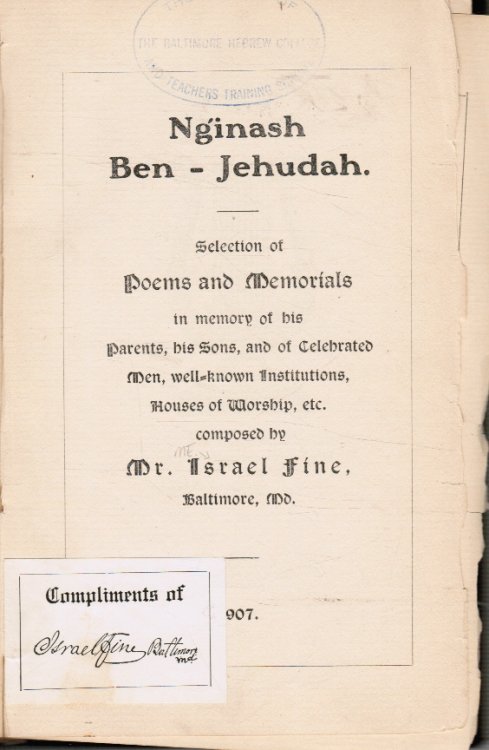 THE BALTIMORE HEBREW COLLEGE
AND TEACHERS TRAINING
Nġinash
Ben - Jehudah.
Selection of
Poems and Memorials
in memory of his
Parents, his Sons, and of Celebrated
Men, well-known Institutions,
Houses of Worship, etc.
composed by
Mr. Israel Fine,
Baltimore, Md.
907.
Compliments of
Israel Fine Baltimore
Md